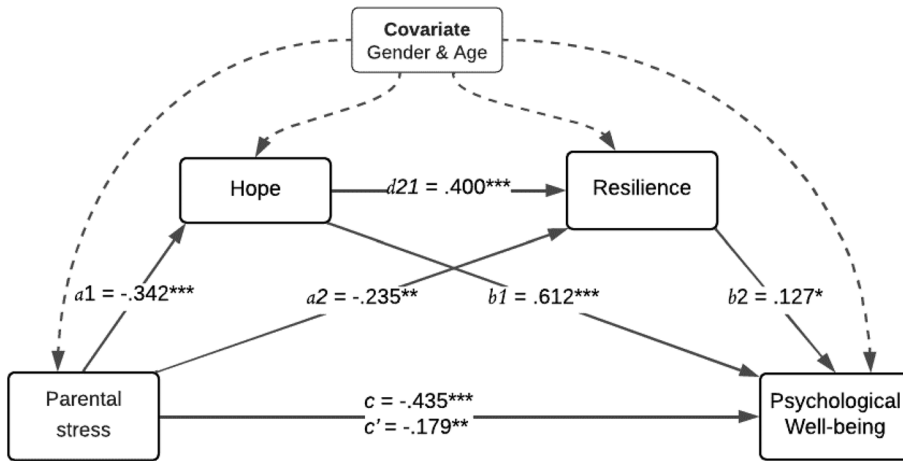 Covariate
Gender & Age
Hope
d21 = .400***
Resilience
a1 = -.342***
a2 = -.235**
b1 = .612***
b2 = .127*
Parental
stress
c = -.435***
c' = -.179**
Psychological
Well-being